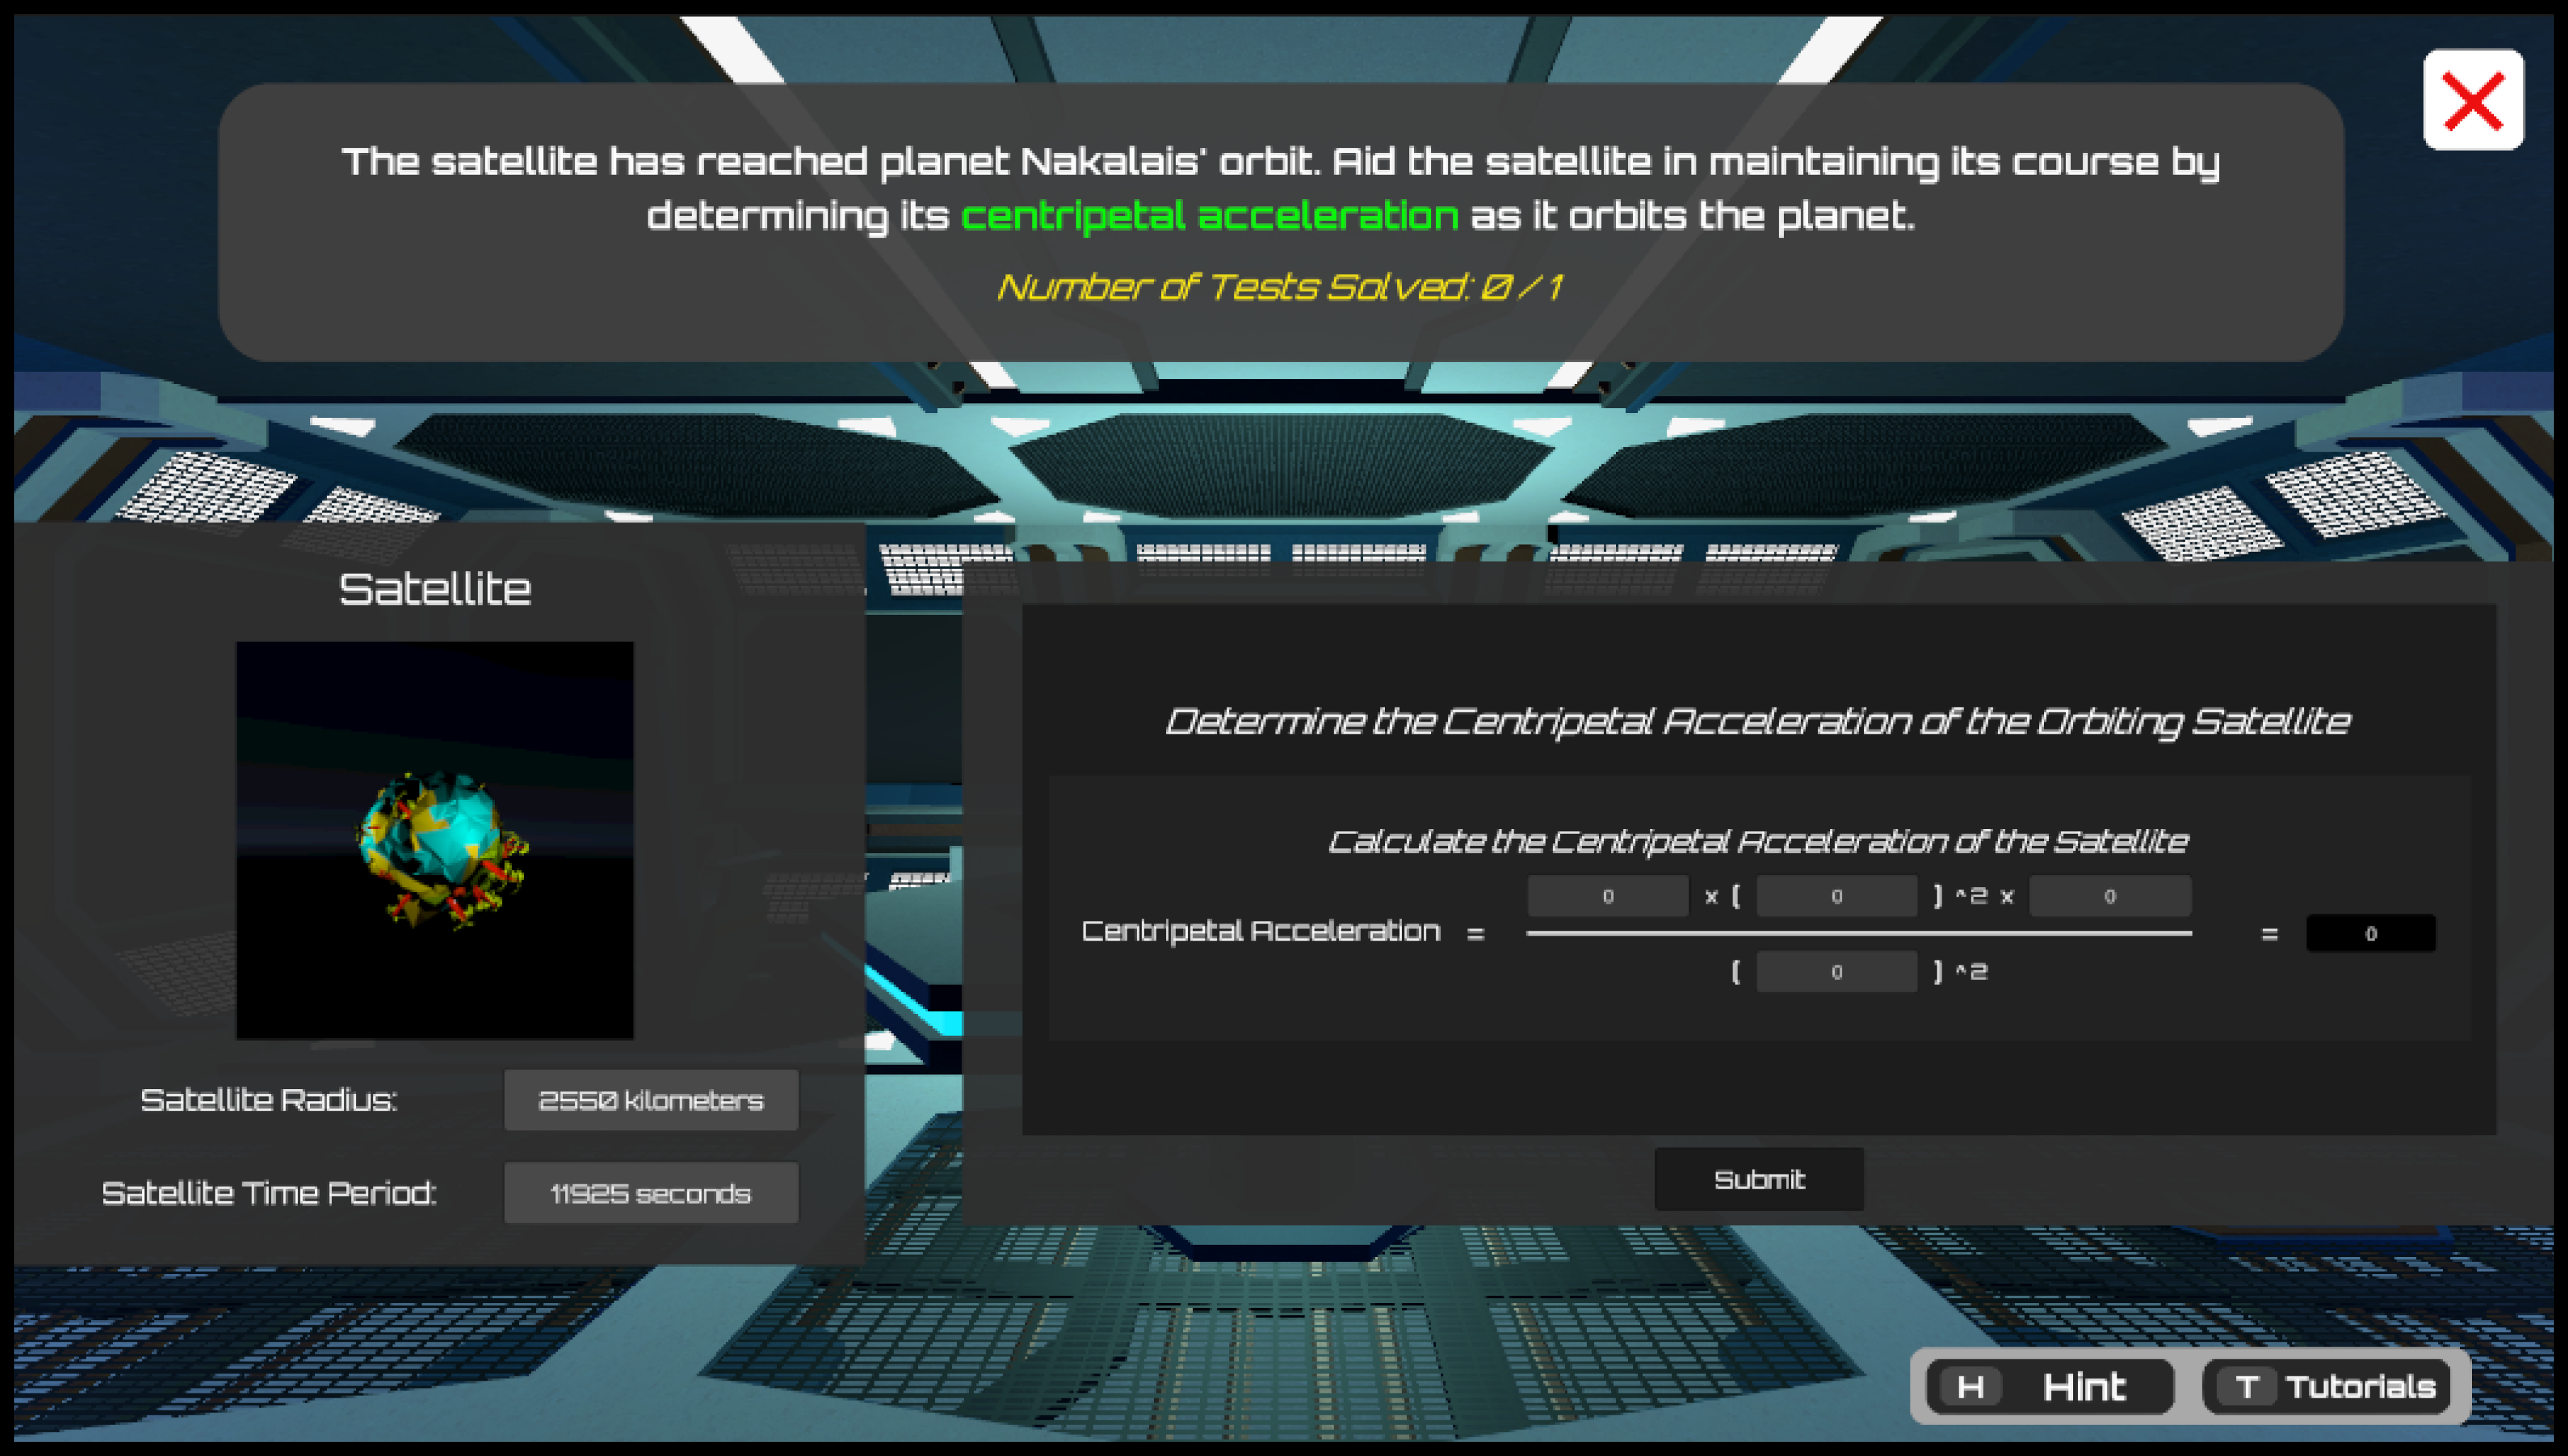 The satellite has reached planet Nakalais' orbit. Aid the satellite in maintaining its course by
determining its centripetal acceleration as it orbits the planet.
Number of Tests Solved: 0 / 1
Satellite
Satellite Radius: 2550 kilometers
Satellite Time Period: 11925 seconds
Determine the Centripetal Acceleration of the Orbiting Satellite
Calculate the Centripetal Acceleration of the Satellite
0 x ( 0 ) ^2 x 0
Centripetal Acceleration = = 0
( 0 ) ^2
Submit
H Hint T Tutorials